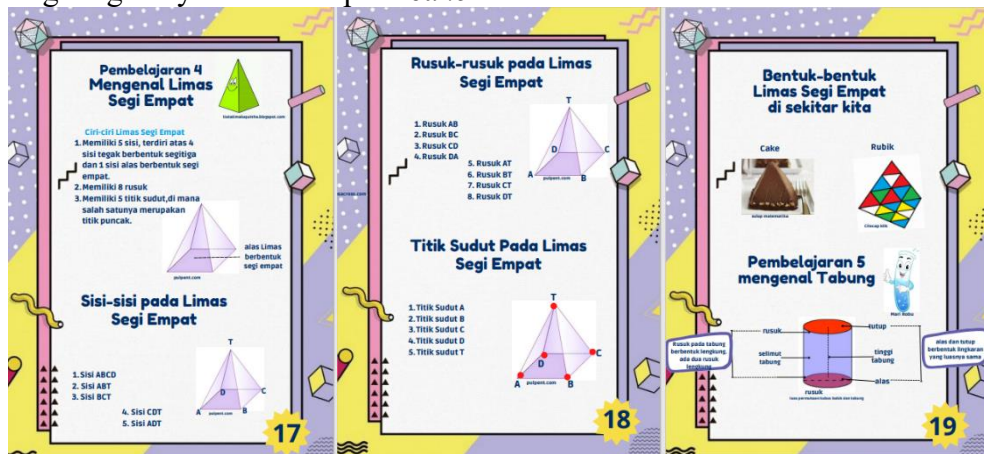 Pembelajaran 4
Mengenal Limas
Segi Empat
Ciri-ciri Limas Segi Empat
1. Memiliki 5 sisi, terdiri atas 4
sisi tegak berbentuk segitiga
dan 1 sisi alas berbentuk segi
empat.
2. Memiliki 8 rusuk
3. Memiliki 5 titik sudut,di mana
salah satunya merupakan
titik puncak.
alas Limas
berbentuk
segi empat
pulpent.com
Sisi-sisi pada Limas
Segi Empat
1. Sisi ABCD
2. Sisi ABT
3. Sisi BCT
4. Sisi CDT
5. Sisi ADT
T
D
C
A
B
pulpent.com
17
Rusuk-rusuk pada Limas
Segi Empat
1. Rusuk AB
2. Rusuk BC
3. Rusuk CD
4. Rusuk DA
5. Rusuk AT
6. Rusuk BT
7. Rusuk CT
8. Rusuk DT
T
D
C
A
B
pulpent.com
Titik Sudut Pada Limas
Segi Empat
1. Titik Sudut A
2. Titik Sudut B
3. Titik Sudut C
4. Titik Sudut D
5. Titik Sudut T
T
D
C
A
B
pulpent.com
18
Bentuk-bentuk
Limas Segi Empat
di sekitar kita
Cake
Rubik
Pembelajaran 5
mengenal Tabung
rusuk
tutup
Rusuk pada tabung
berbentuk lengkung.
ada dua rusuk
lengkung
selimut
tabung
tinggi
tabung
alas dan tutup
berbentuk lingkaran
yang luasnya sama
alas
rusuk
19